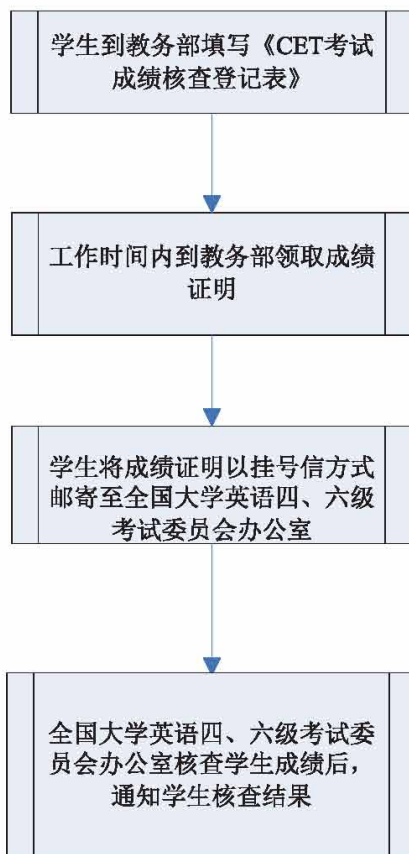 学生到教务部填写《CET考试
成绩核查登记表》
工作时间内到教务部领取成绩
证明
学生将成绩证明以挂号信方式
邮寄至全国大学英语四、六级
考试委员会办公室
全国大学英语四、六级考试委
员会办公室核查学生成绩后，
通知学生核查结果